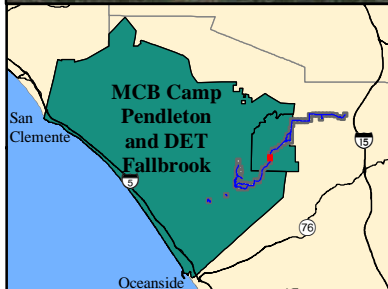 MCB Camp
Pendleton
and DET
Fallbrook
San
Clemente
15
5
76
Oceanside